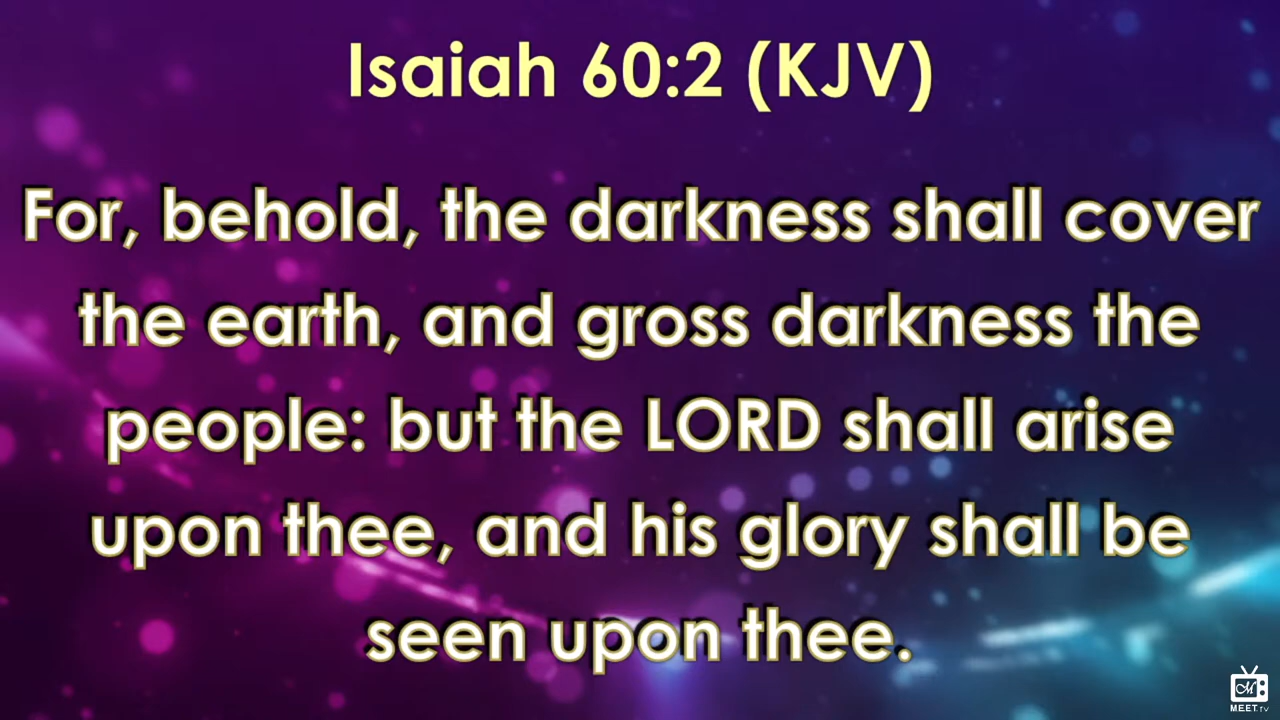 Isaiah 60:2 (KJV)
For, behold, the darkness shall cover
the earth, and gross darkness the
people: but the LORD shall arise
upon thee, and his glory shall be
seen upon thee.
M
MEET.TV